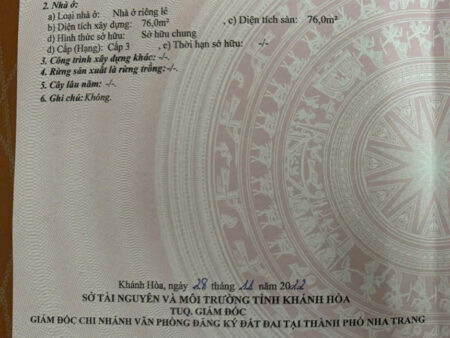 2. Nhà ở:
a) Loại nhà ở: Nhà ở riêng lẻ
b) Diện tích xây dựng: 76,0m² , c) Diện tích sàn: 76,0m²
d) Hình thức sở hữu: Sở hữu chung
đ) Cấp (Hạng): Cấp 3 , e) Thời hạn sở hữu: -/-
3. Công trình xây dựng khác: -/-.
4. Rừng sản xuất là rừng trồng: -/-.
5. Cây lâu năm: -/-.
6. Ghi chú: Không.
Khánh Hòa, ngày 28 tháng 11 năm 2022
SỞ TÀI NGUYÊN VÀ MÔI TRƯỜNG TỈNH KHÁNH HÒA
TUQ. GIÁM ĐỐC
GIÁM ĐỐC CHI NHÁNH VĂN PHÒNG ĐĂNG KÝ ĐẤT ĐAI TẠI THÀNH PHỐ NHA TRANG